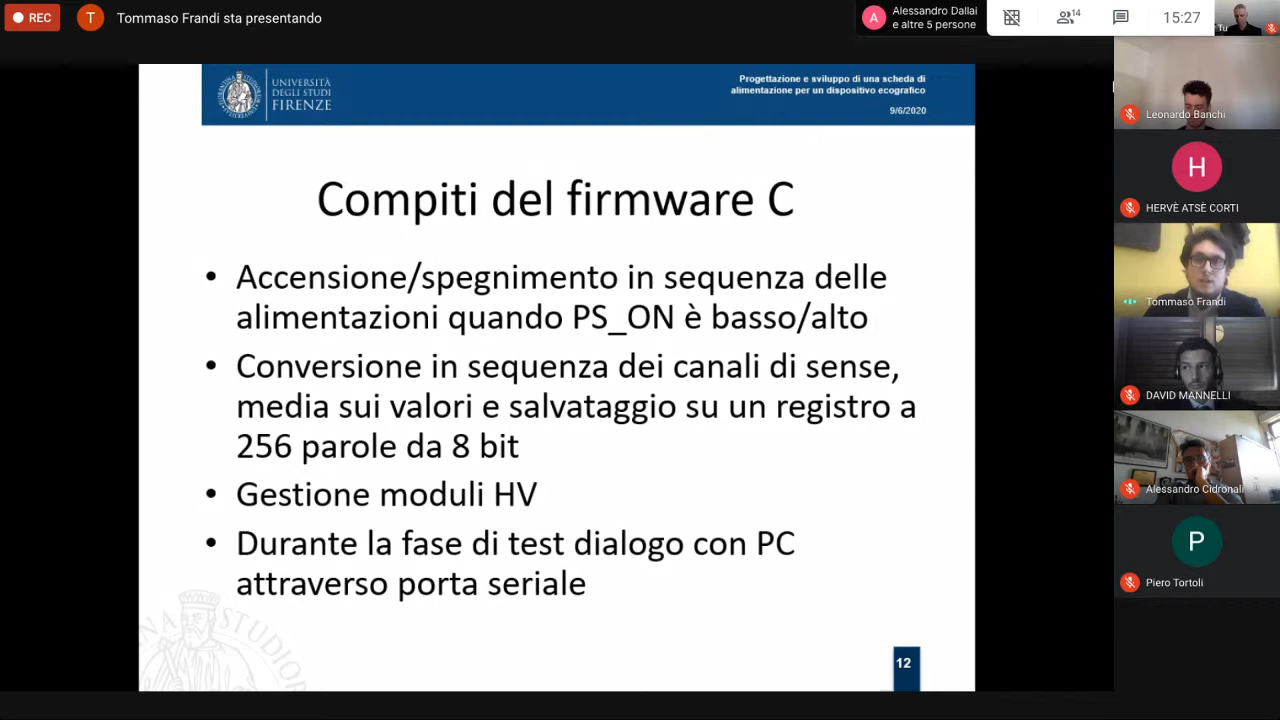 REC
T
Tommaso Frandi sta presentando
A
Alessandro Dallai
e altre 5 persone
14
15:27
Tu
UNIVERSITÀ
DEGLI STUDI
FIRENZE
Progettazione e sviluppo di una scheda di
alimentazione per un dispositivo ecografico
9/6/2020
Compiti del firmware C
• Accensione/spegnimento in sequenza delle
alimentazioni quando PS_ON è basso/alto
• Conversione in sequenza dei canali di sense,
media sui valori e salvataggio su un registro a
256 parole da 8 bit
• Gestione moduli HV
• Durante la fase di test dialogo con PC
attraverso porta seriale
12
Leonardo Banchi
H
HERVÈ ATSÈ CORTI
Tommaso Frandi
DAVID MANNELLI
Alessandro Cidronali
P
Piero Tortoli